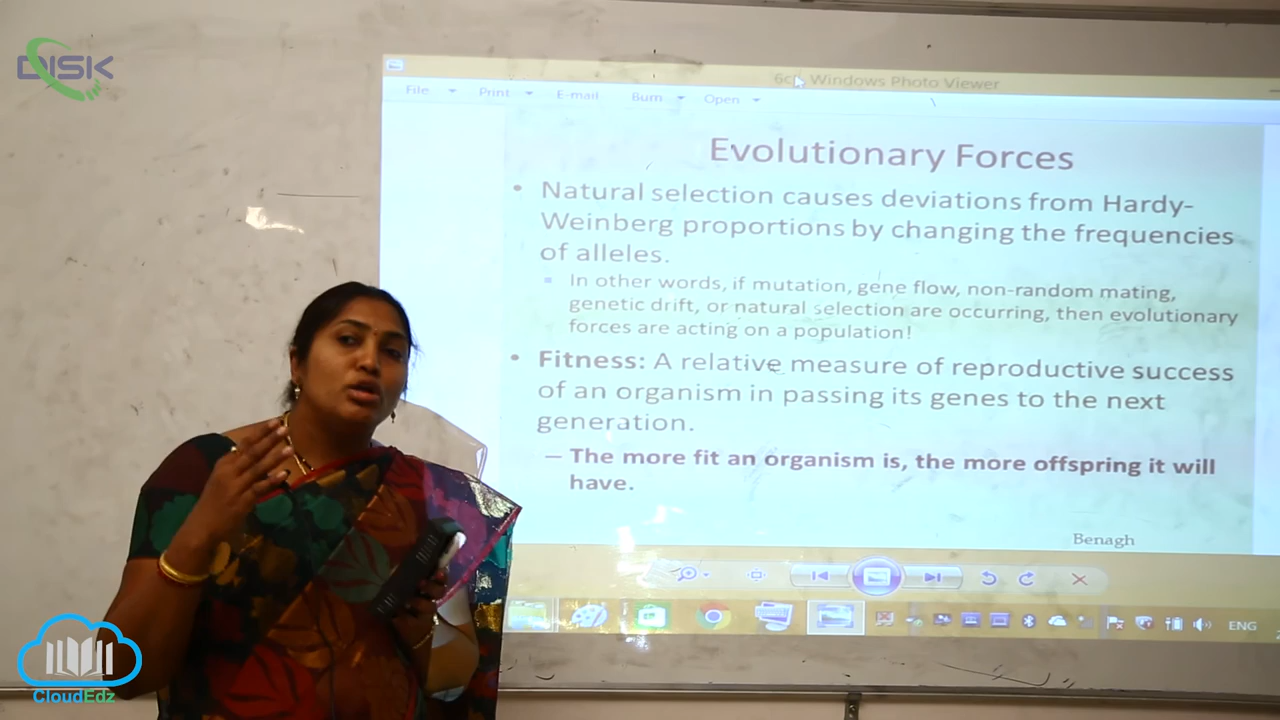 DISK
6c Windows Photo Viewer
File Print E-mail Burn Open
Evolutionary Forces
• Natural selection causes deviations from Hardy-
Weinberg proportions by changing the frequencies
of alleles.
▪ In other words, if mutation, gene flow, non-random mating,
genetic drift, or natural selection are occurring, then evolutionary
forces are acting on a population!
• Fitness: A relative measure of reproductive success
of an organism in passing its genes to the next
generation.
– The more fit an organism is, the more offspring it will
have.
Benagh
ENG
CloudEdz